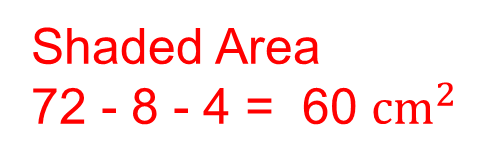 Shaded Area
72 - 8 - 4 = 60 cm²